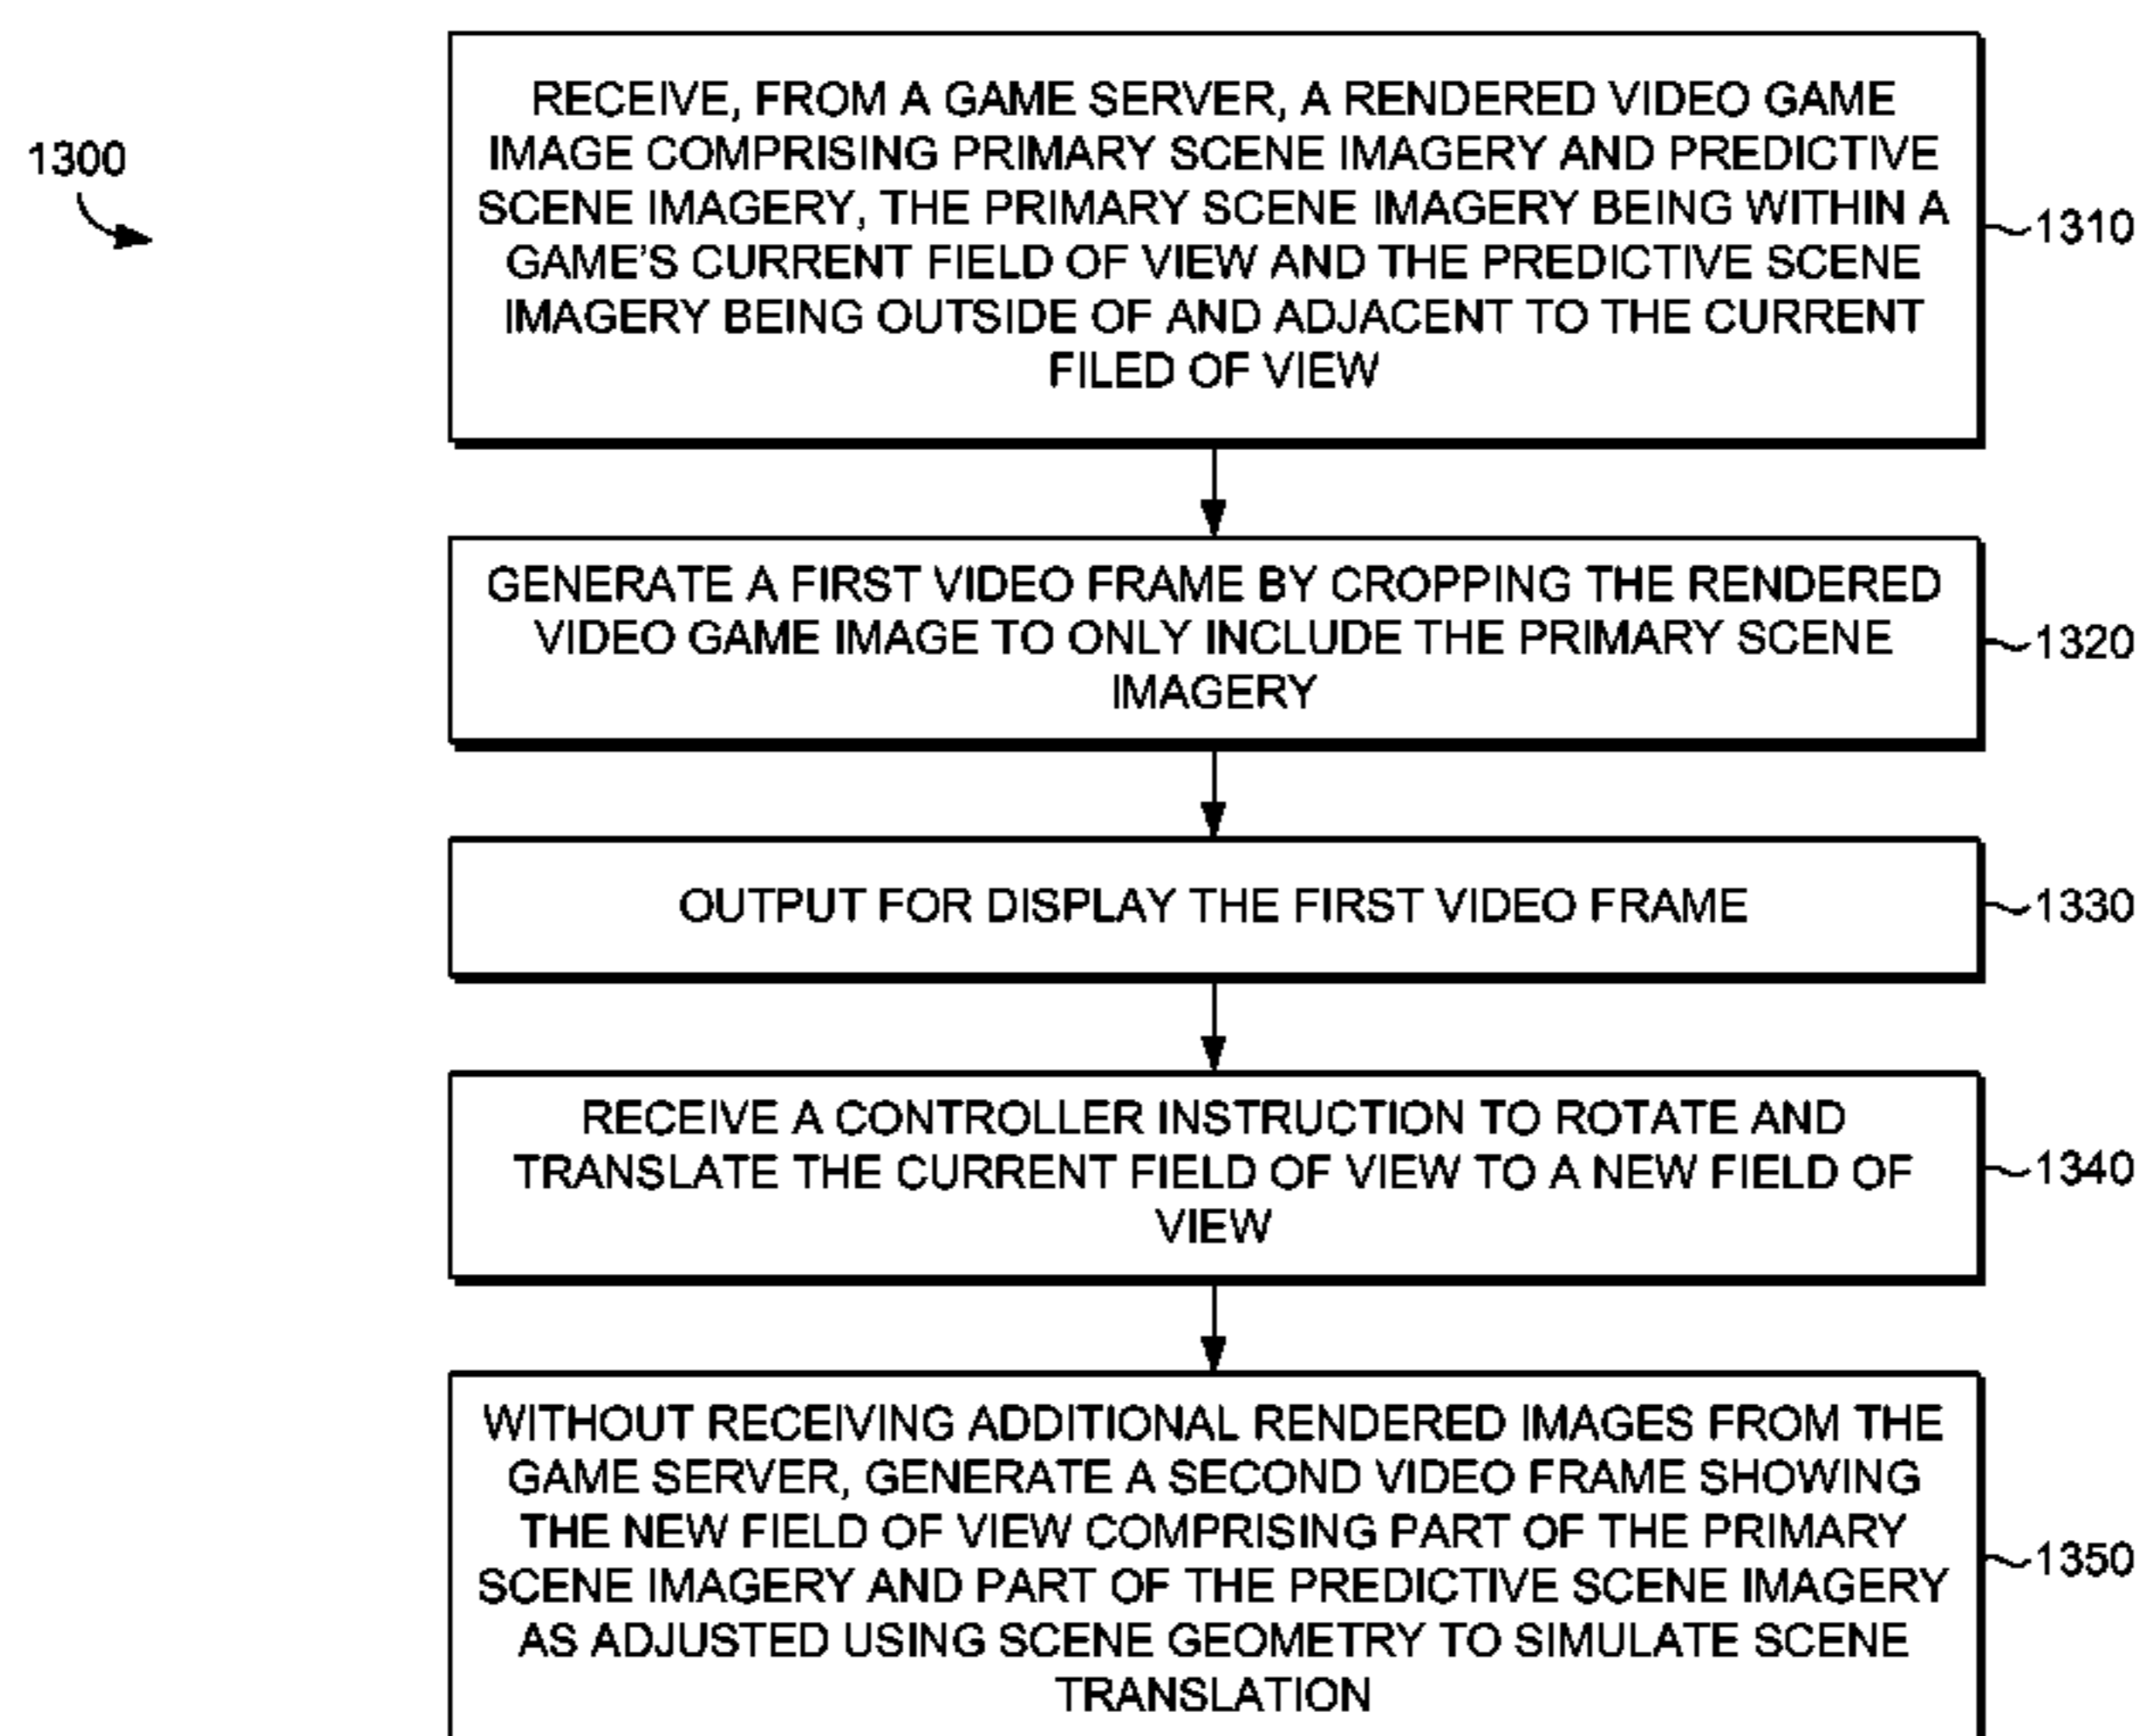 1300
RECEIVE, FROM A GAME SERVER, A RENDERED VIDEO GAME
IMAGE COMPRISING PRIMARY SCENE IMAGERY AND PREDICTIVE
SCENE IMAGERY, THE PRIMARY SCENE IMAGERY BEING WITHIN A
GAME'S CURRENT FIELD OF VIEW AND THE PREDICTIVE SCENE
IMAGERY BEING OUTSIDE OF AND ADJACENT TO THE CURRENT
FILED OF VIEW
1310
GENERATE A FIRST VIDEO FRAME BY CROPPING THE RENDERED
VIDEO GAME IMAGE TO ONLY INCLUDE THE PRIMARY SCENE
IMAGERY
1320
OUTPUT FOR DISPLAY THE FIRST VIDEO FRAME
1330
RECEIVE A CONTROLLER INSTRUCTION TO ROTATE AND
TRANSLATE THE CURRENT FIELD OF VIEW TO A NEW FIELD OF
VIEW
1340
WITHOUT RECEIVING ADDITIONAL RENDERED IMAGES FROM THE
GAME SERVER, GENERATE A SECOND VIDEO FRAME SHOWING
THE NEW FIELD OF VIEW COMPRISING PART OF THE PRIMARY
SCENE IMAGERY AND PART OF THE PREDICTIVE SCENE IMAGERY
AS ADJUSTED USING SCENE GEOMETRY TO SIMULATE SCENE
TRANSLATION
1350